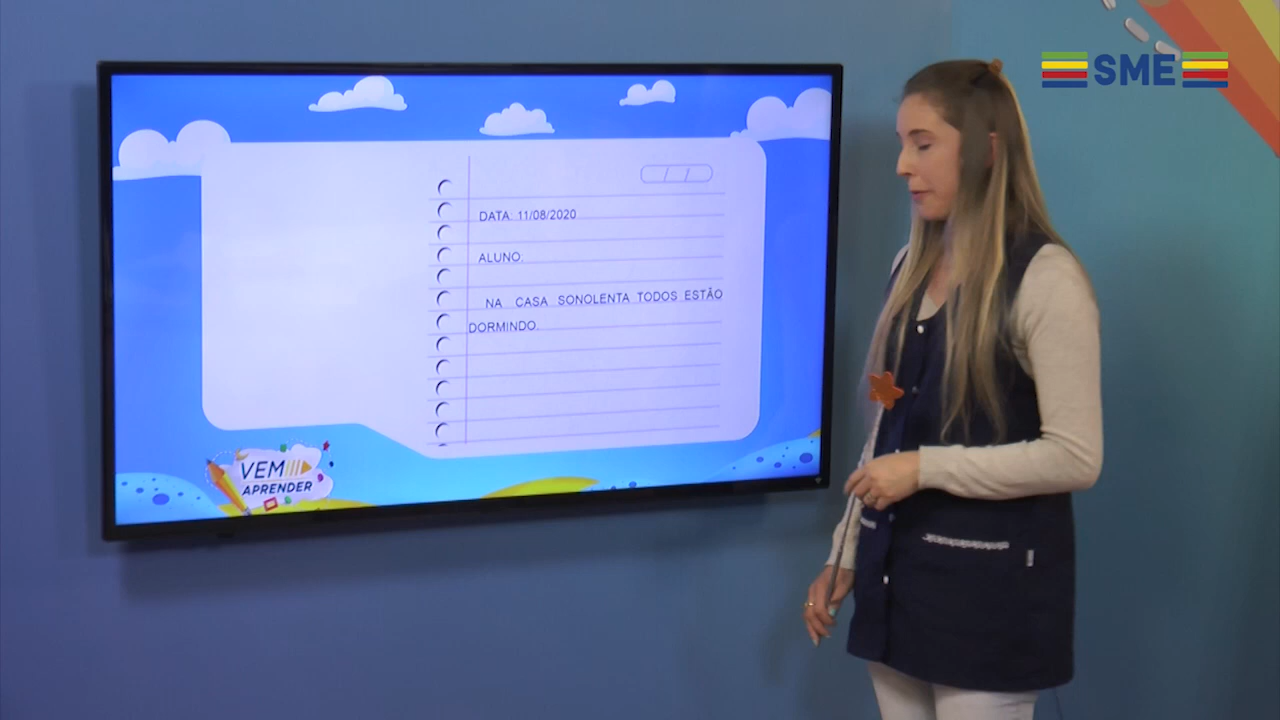 SME
DATA: 11/08/2020
ALUNO:
NA CASA SONOLENTA TODOS ESTÃO
DORMINDO.
VEM
APRENDER